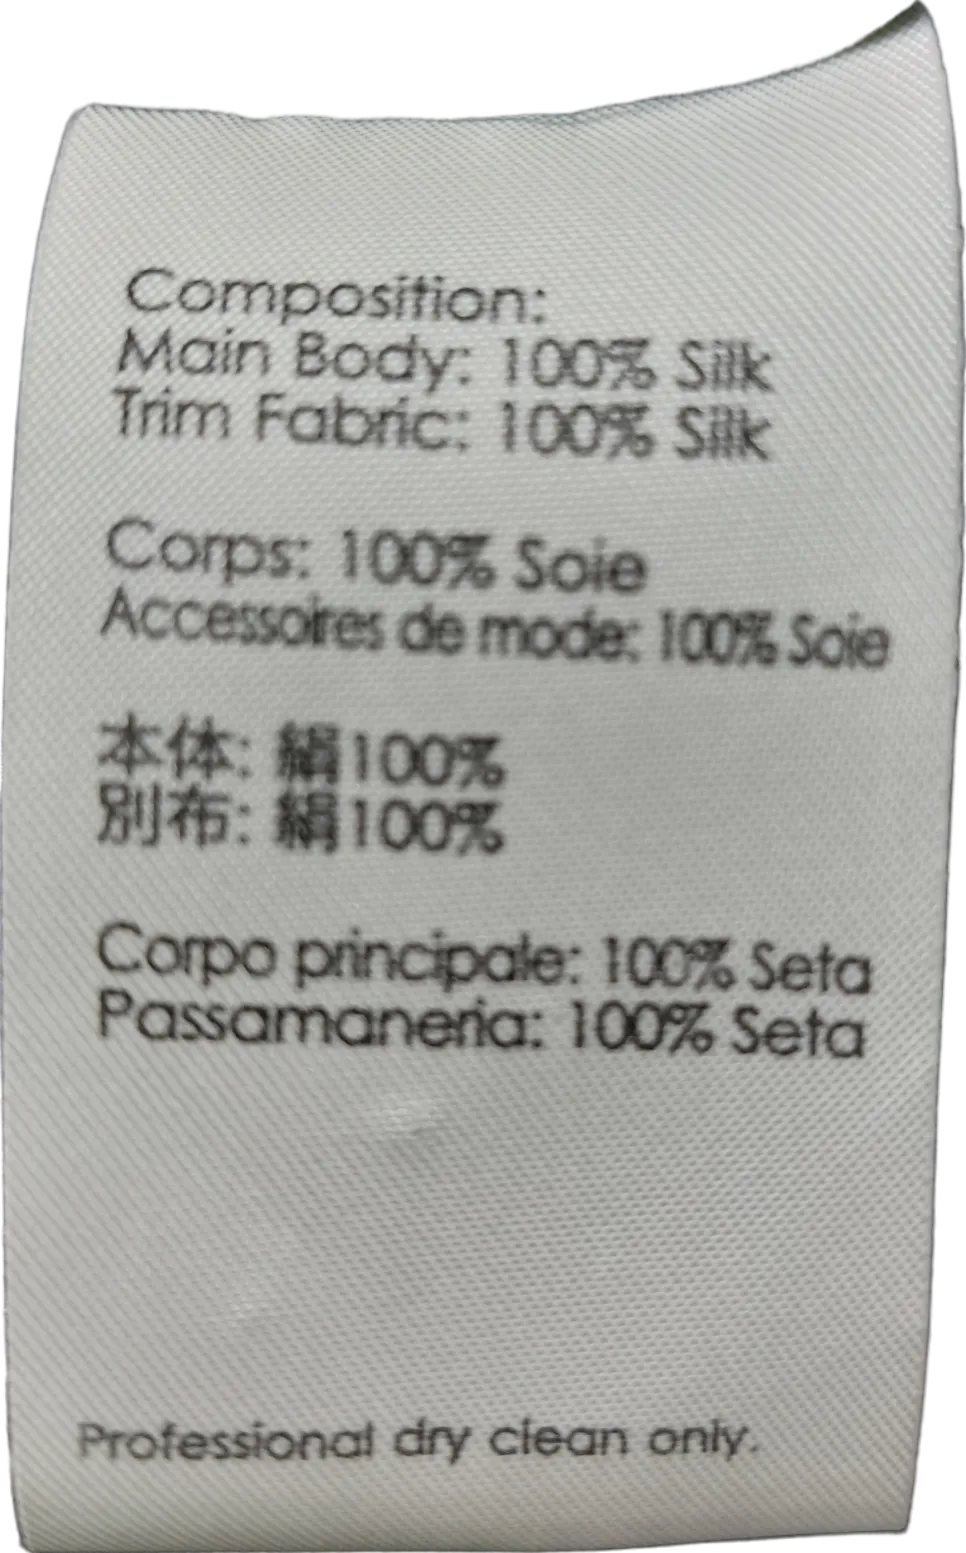 Composition:
Main Body: 100% Silk
Trim Fabric: 100% Silk
Corps: 100% Soie
Accessoires de mode: 100% Soie
本体: 絹100%
別布: 絹100%
Corpo principale: 100% Seta
Passamaneria: 100% Seta
Professional dry clean only.